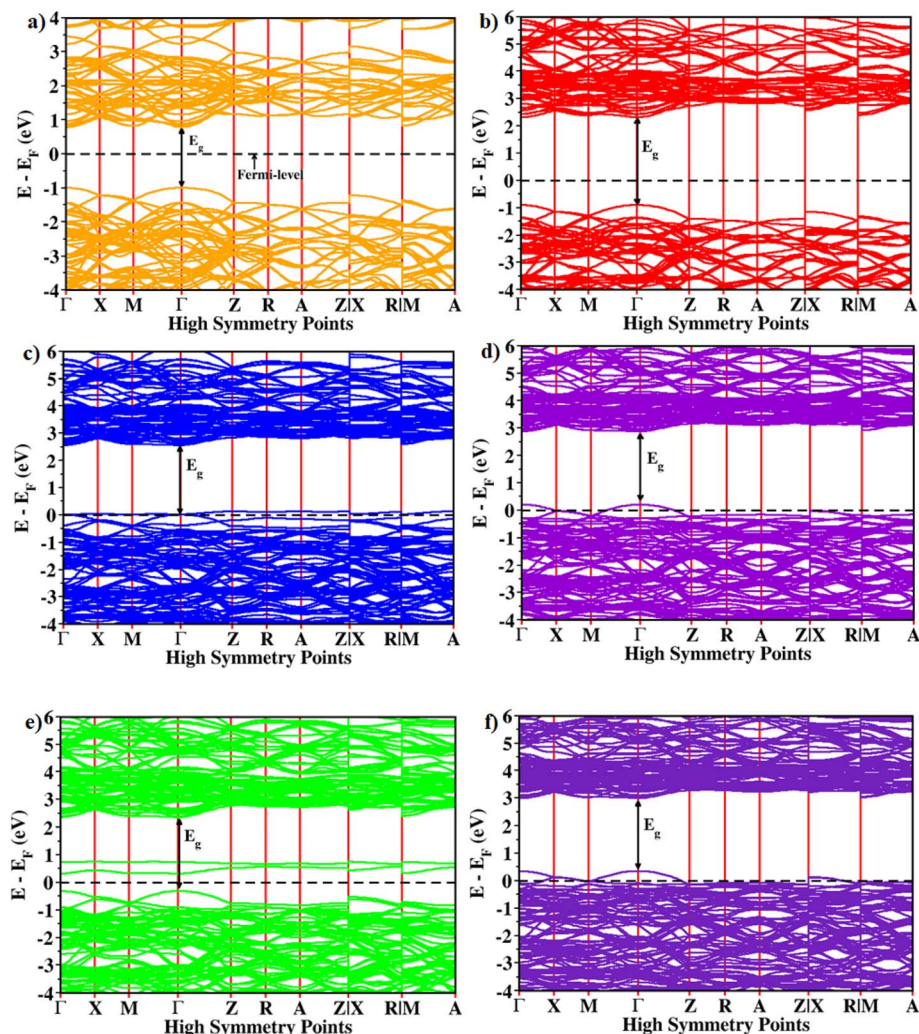 a)
4
3
2
1
0
-1
-2
-3
-4
E - E_F (eV)
E_g
Fermi-level
Γ X M Γ Z R A Z|X R|M A
High Symmetry Points
b)
6
5
4
3
2
1
0
-1
-2
-3
-4
E - E_F (eV)
E_g
Γ X M Γ Z R A Z|X R|M A
High Symmetry Points
c)
6
5
4
3
2
1
0
-1
-2
-3
-4
E - E_F (eV)
E_g
Γ X M Γ Z R A Z|X R|M A
High Symmetry Points
d)
6
5
4
3
2
1
0
-1
-2
-3
-4
E - E_F (eV)
E_g
Γ X M Γ Z R A Z|X R|M A
High Symmetry Points
e)
6
5
4
3
2
1
0
-1
-2
-3
-4
E - E_F (eV)
E_g
Γ X M Γ Z R A Z|X R|M A
High Symmetry Points
f)
6
5
4
3
2
1
0
-1
-2
-3
-4
E - E_F (eV)
E_g
Γ X M Γ Z R A Z|X R|M A
High Symmetry Points